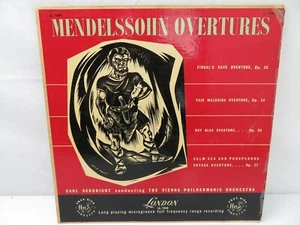 MENDELSSOHN OVERTURES
FINGAL'S CAVE OVERTURE, Op. 26
FAIR MELUSINA OVERTURE, Op. 32
RUY BLAS OVERTURE, . . . Op. 95
CALM SEA AND PROSPEROUS
VOYAGE OVERTURE, . . . Op. 27
CARL SCHURICHT conducting THE VIENNA PHILHARMONIC ORCHESTRA
LONDON
Long playing microgroove full frequency range recording